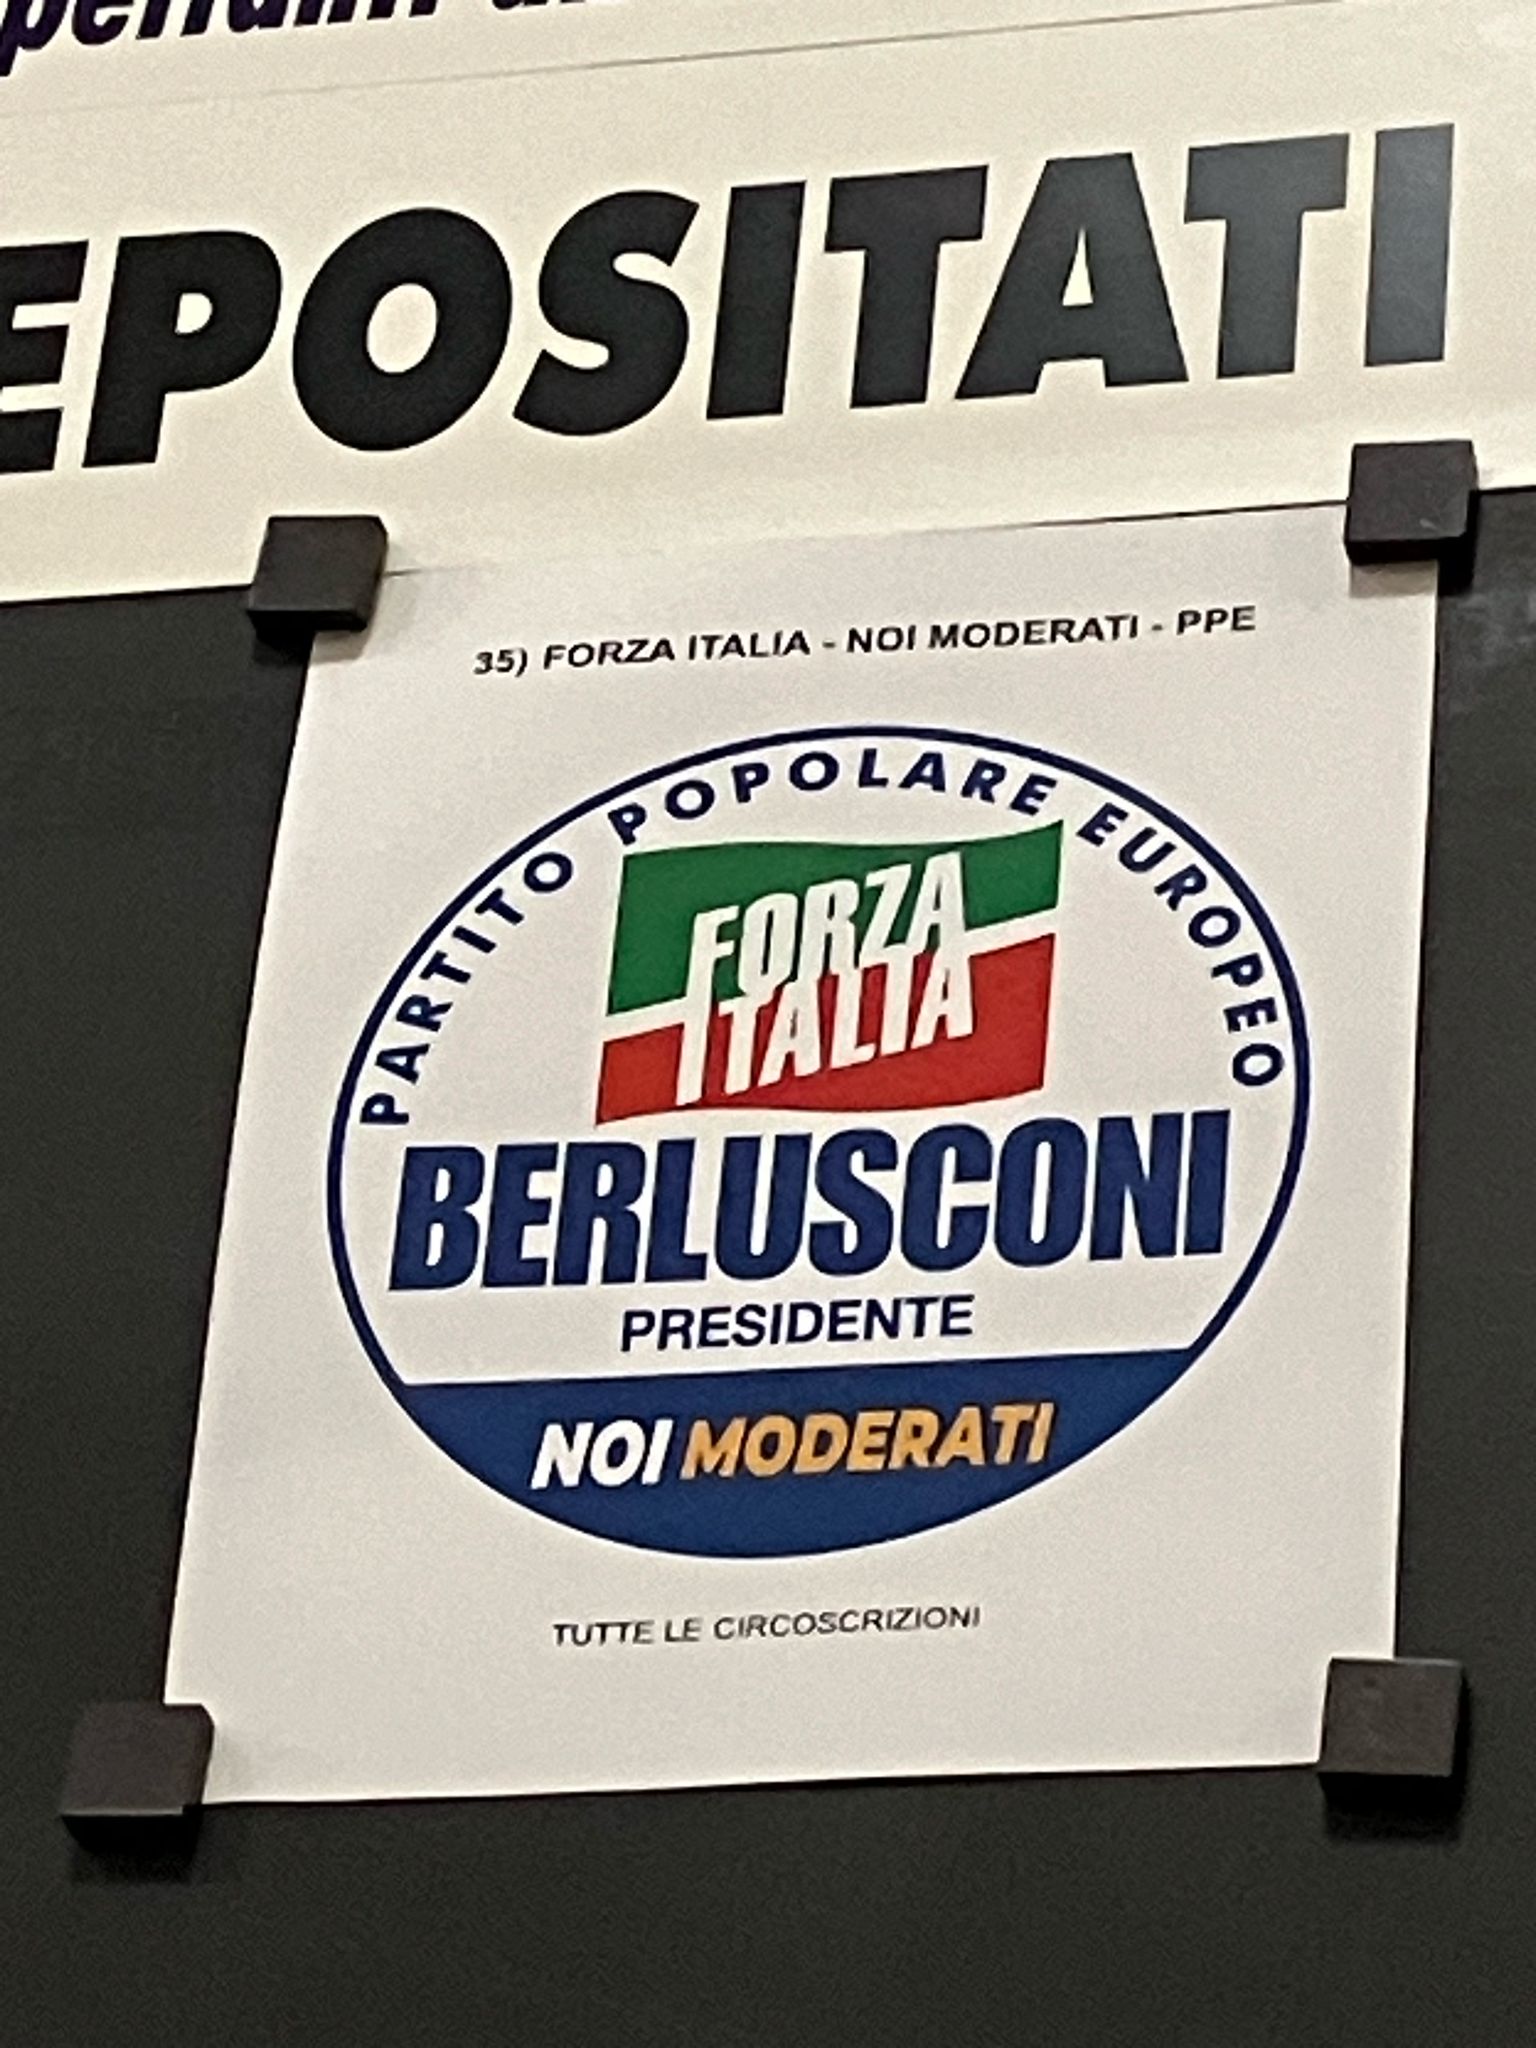 EPOSITATI
35) FORZA ITALIA - NOI MODERATI - PPE
PARTITO POPOLARE EUROPEO
FORZA
ITALIA
BERLUSCONI
PRESIDENTE
NOI MODERATI
TUTTE LE CIRCOSCRIZIONI